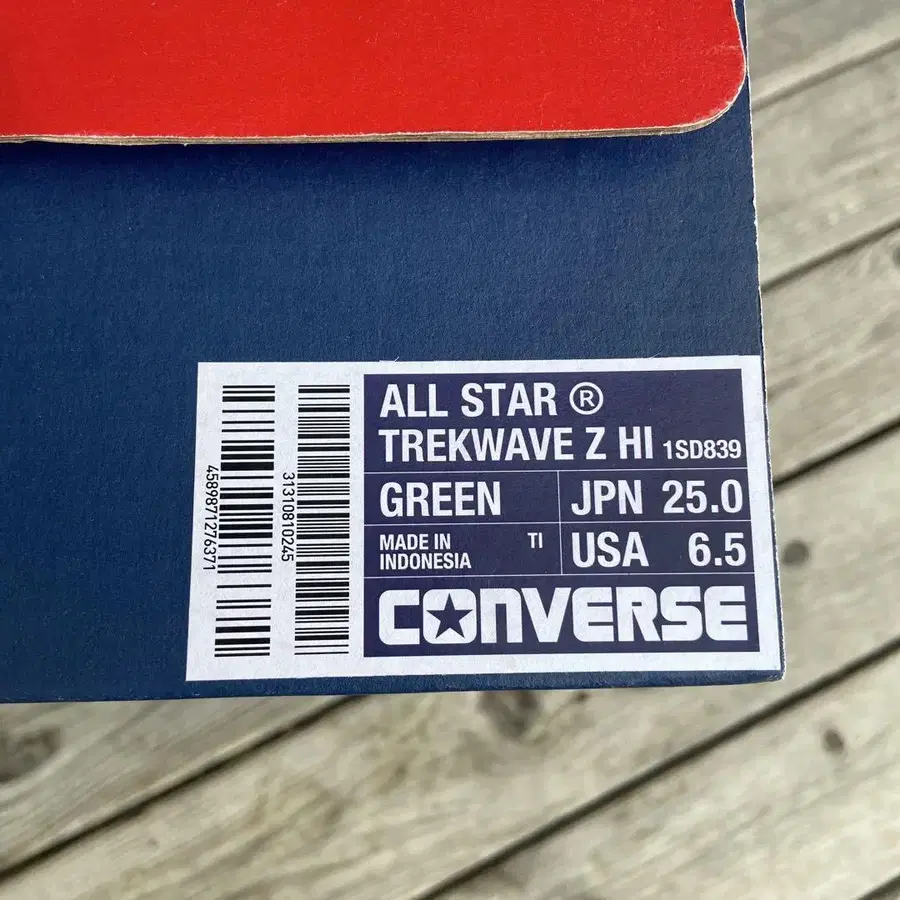 ALL STAR ®
TREKWAVE Z HI 1SD839
GREEN JPN 25.0
MADE IN INDONESIA TI USA 6.5
CONVERSE
4589871276371
31310810245